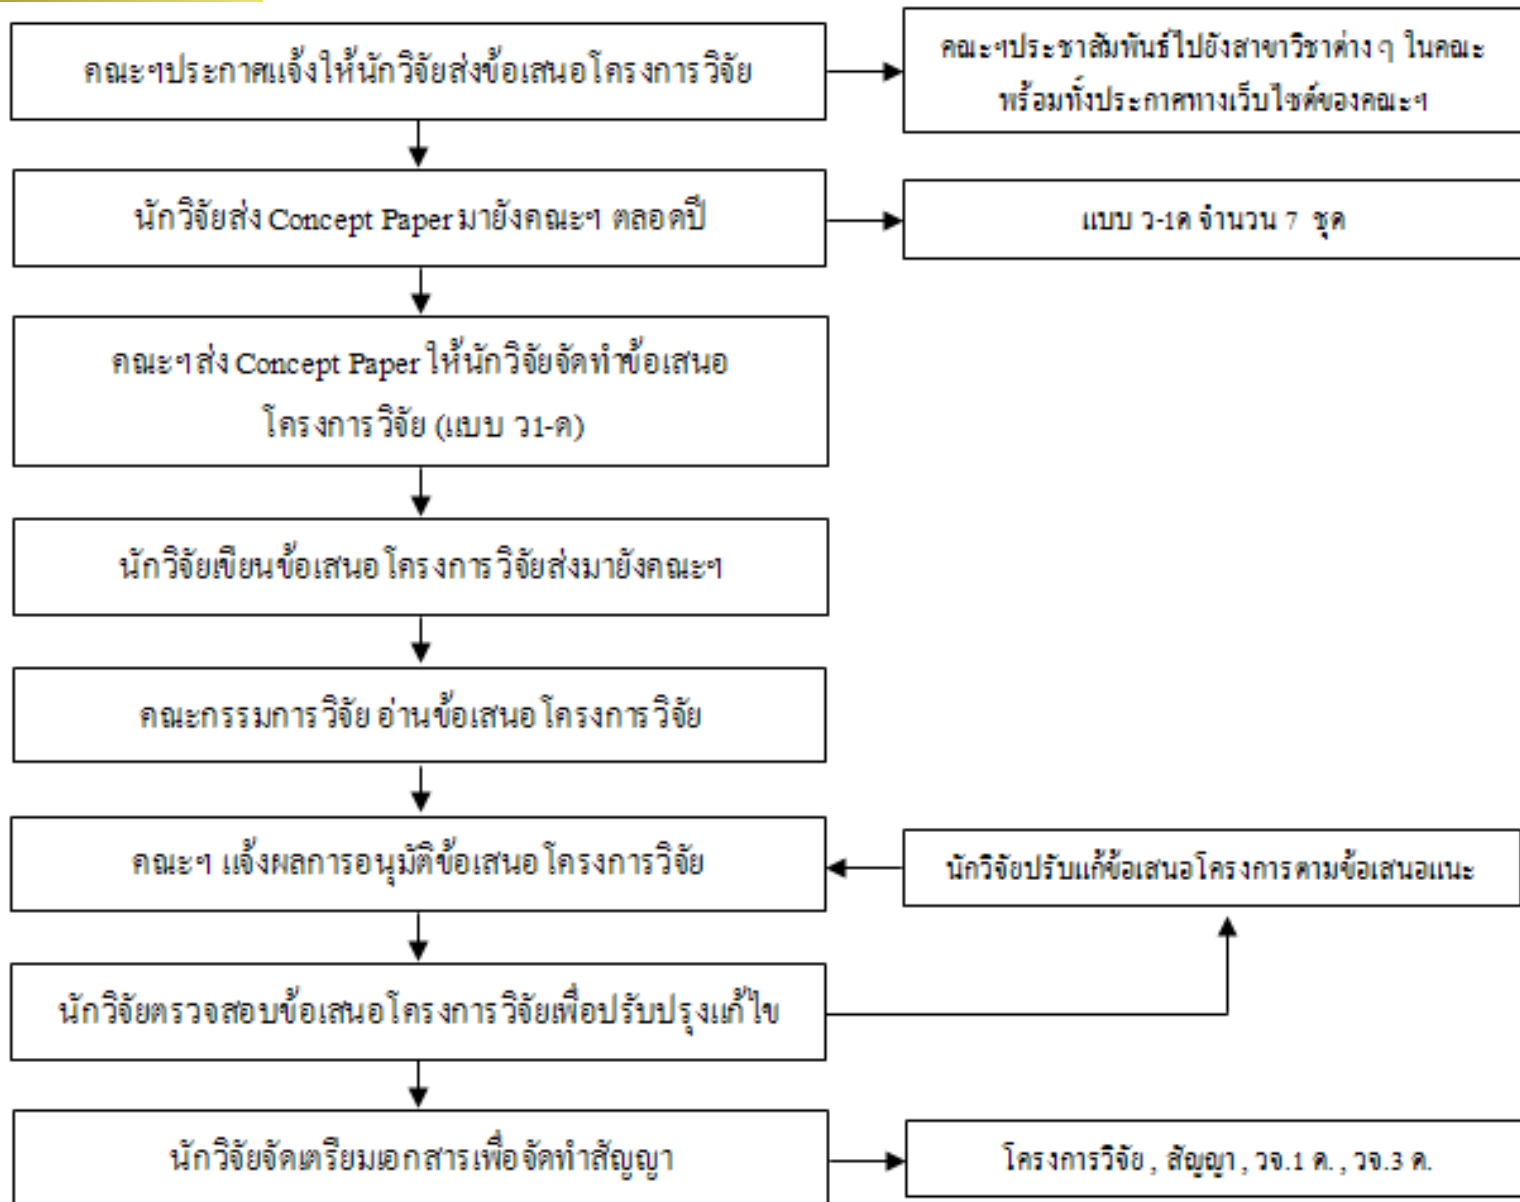 คณะฯประกาศแจ้งให้นักวิจัยส่งข้อเสนอโครงการวิจัย
คณะฯประชาสัมพันธ์ไปยังสาขาวิชาต่าง ๆ ในคณะ
พร้อมทั้งประกาศทางเว็บไซต์ของคณะฯ
นักวิจัยส่ง Concept Paper มายังคณะฯ ตลอดปี
แบบ ว-1ด จำนวน 7 ชุด
คณะฯส่ง Concept Paper ให้นักวิจัยจัดทำข้อเสนอ
โครงการวิจัย (แบบ ว1-ด)
นักวิจัยเขียนข้อเสนอโครงการวิจัยส่งมายังคณะฯ
คณะกรรมการวิจัย อ่านข้อเสนอโครงการวิจัย
คณะฯ แจ้งผลการอนุมัติข้อเสนอโครงการวิจัย
นักวิจัยปรับแก้ข้อเสนอโครงการตามข้อเสนอแนะ
นักวิจัยตรวจสอบข้อเสนอโครงการวิจัยเพื่อปรับปรุงแก้ไข
นักวิจัยจัดเตรียมเอกสารเพื่อจัดทำสัญญา
โครงการวิจัย , สัญญา , วจ.1 ด. , วจ.3 ด.